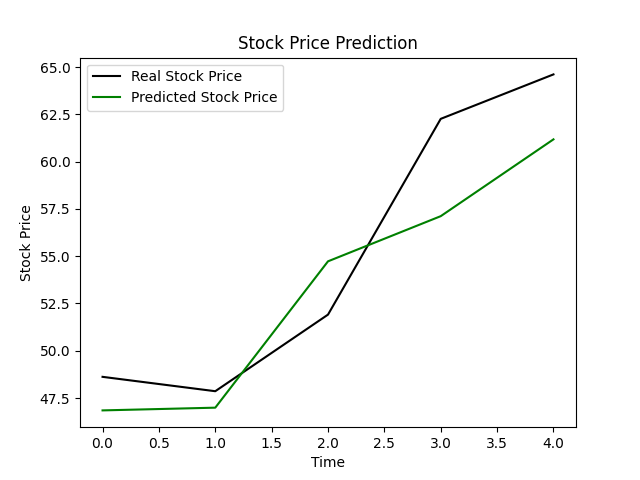 Stock Price Prediction
Real Stock Price
Predicted Stock Price
Stock Price
65.0
62.5
60.0
57.5
55.0
52.5
50.0
47.5
0.0 0.5 1.0 1.5 2.0 2.5 3.0 3.5 4.0
Time